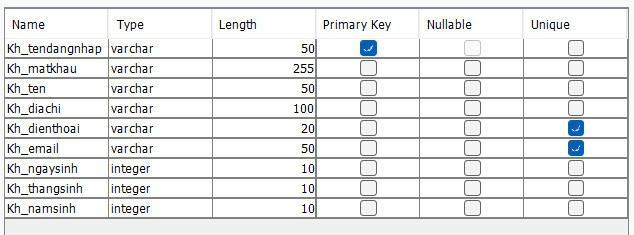 Name Type Length Primary Key Nullable Unique
Kh_tendangnhap varchar 50
Kh_matkhau varchar 255
Kh_ten varchar 50
Kh_diachi varchar 100
Kh_dienthoai varchar 20
Kh_email varchar 50
Kh_ngaysinh integer 10
Kh_thangsinh integer 10
Kh_namsinh integer 10